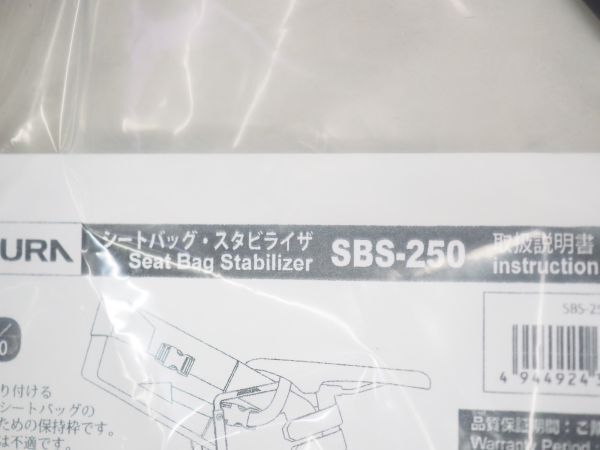 URA
シートバッグ・スタビライザ
Seat Bag Stabilizer
SBS-250
取扱説明書
instruction
SBS-25
4 944924
り付ける
シートバッグの
ための保持枠です。
は不適です。
品質保証期間:ご
Warranty Period: